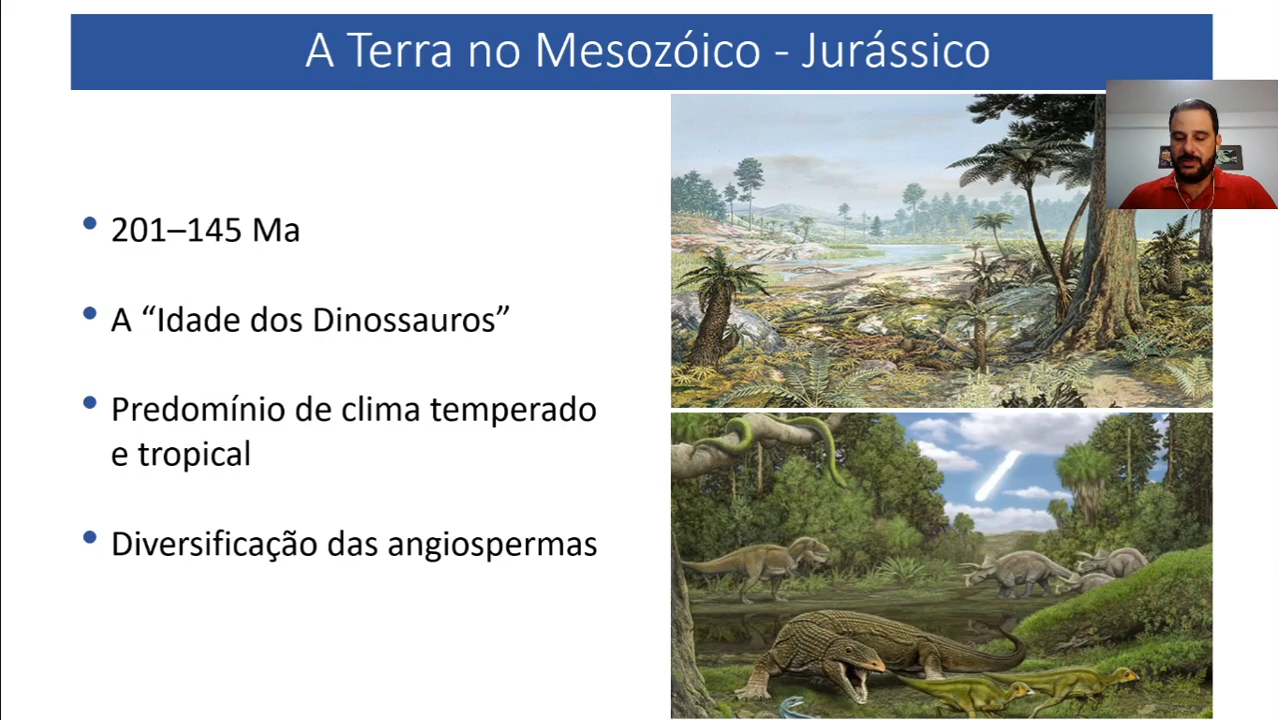 A Terra no Mesozóico - Jurássico
• 201–145 Ma
• A “Idade dos Dinossauros”
• Predomínio de clima temperado
e tropical
• Diversificação das angiospermas